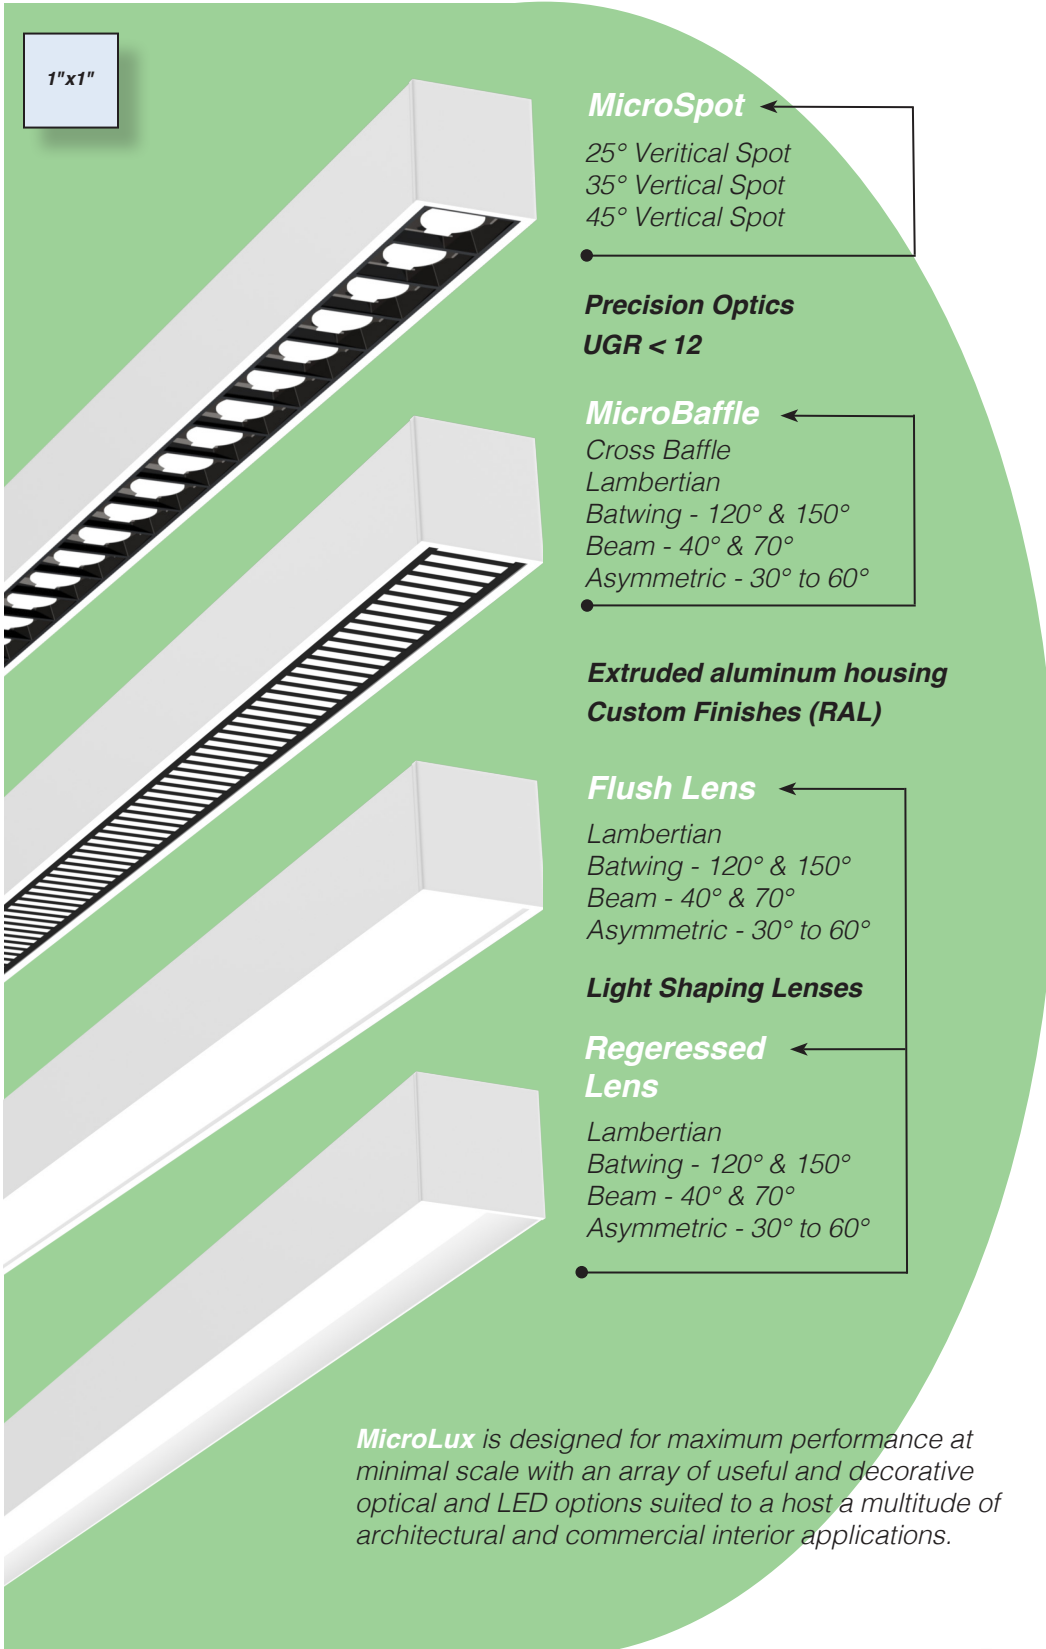 1"x1"
MicroSpot
25° Veritical Spot
35° Vertical Spot
45° Vertical Spot
Precision Optics
UGR < 12
MicroBaffle
Cross Baffle
Lambertian
Batwing - 120° & 150°
Beam - 40° & 70°
Asymmetric - 30° to 60°
Extruded aluminum housing
Custom Finishes (RAL)
Flush Lens
Lambertian
Batwing - 120° & 150°
Beam - 40° & 70°
Asymmetric - 30° to 60°
Light Shaping Lenses
Regeressed
Lens
Lambertian
Batwing - 120° & 150°
Beam - 40° & 70°
Asymmetric - 30° to 60°
MicroLux is designed for maximum performance at
minimal scale with an array of useful and decorative
optical and LED options suited to a host a multitude of
architectural and commercial interior applications.